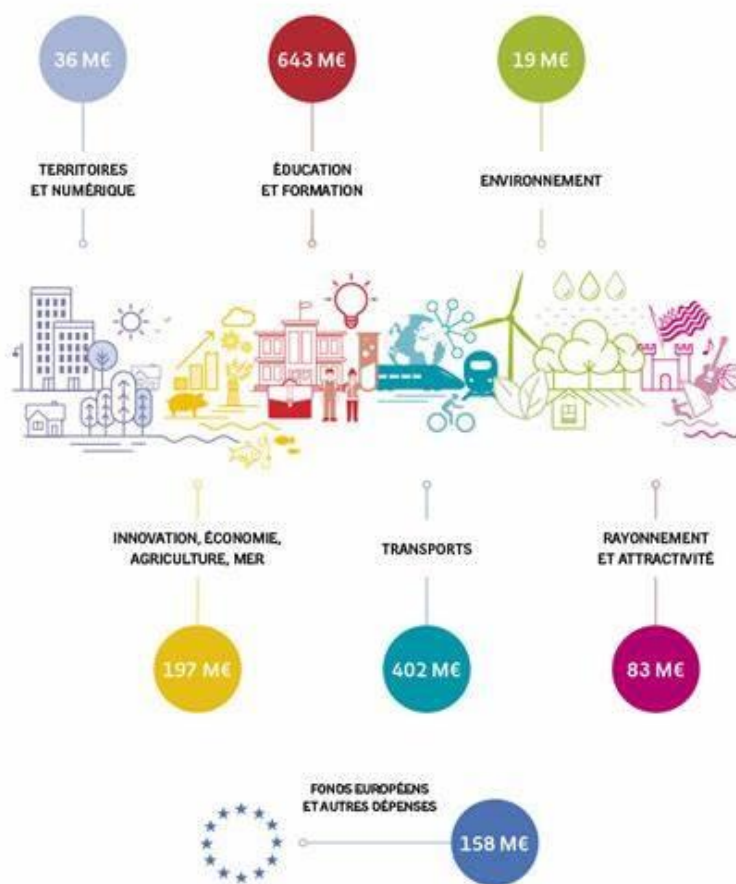 36 M€
643 M€
19 M€
TERRITOIRES
ET NUMÉRIQUE
ÉDUCATION
ET FORMATION
ENVIRONNEMENT
INNOVATION, ÉCONOMIE,
AGRICULTURE, MER
TRANSPORTS
RAYONNEMENT
ET ATTRACTIVITÉ
197 M€
402 M€
83 M€
FONDS EUROPÉENS
ET AUTRES DÉPENSES
158 M€